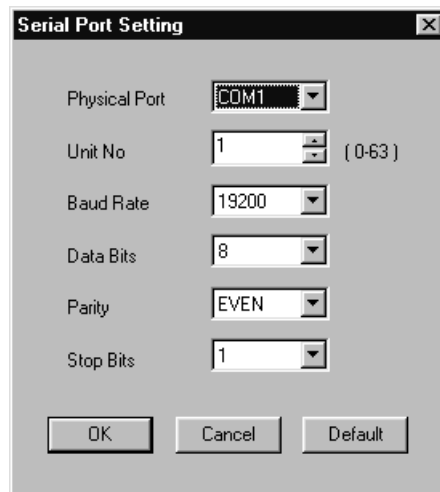 Serial Port Setting
Physical Port COM1
Unit No 1 ( 0-63 )
Baud Rate 19200
Data Bits 8
Parity EVEN
Stop Bits 1
OK Cancel Default